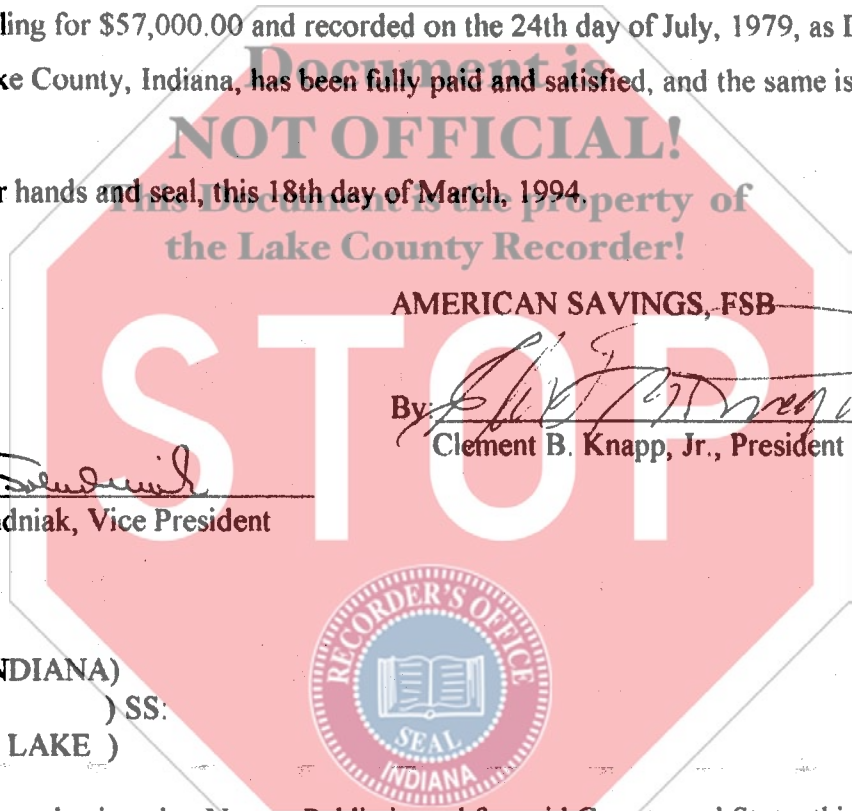 ling for $57,000.00 and recorded on the 24th day of July, 1979, as
Document is
ke County, Indiana, has been fully paid and satisfied, and the same is
NOT OFFICIAL!
r hands and seal, this 18th day of March, 1994.
This Document is the property of
the Lake County Recorder!
AMERICAN SAVINGS, FSB
STOP
By:
Clement B. Knapp, Jr., President
dniak, Vice President
RECORDER'S OFFICE
SEAL
INDIANA
NDIANA)
) SS:
LAKE )